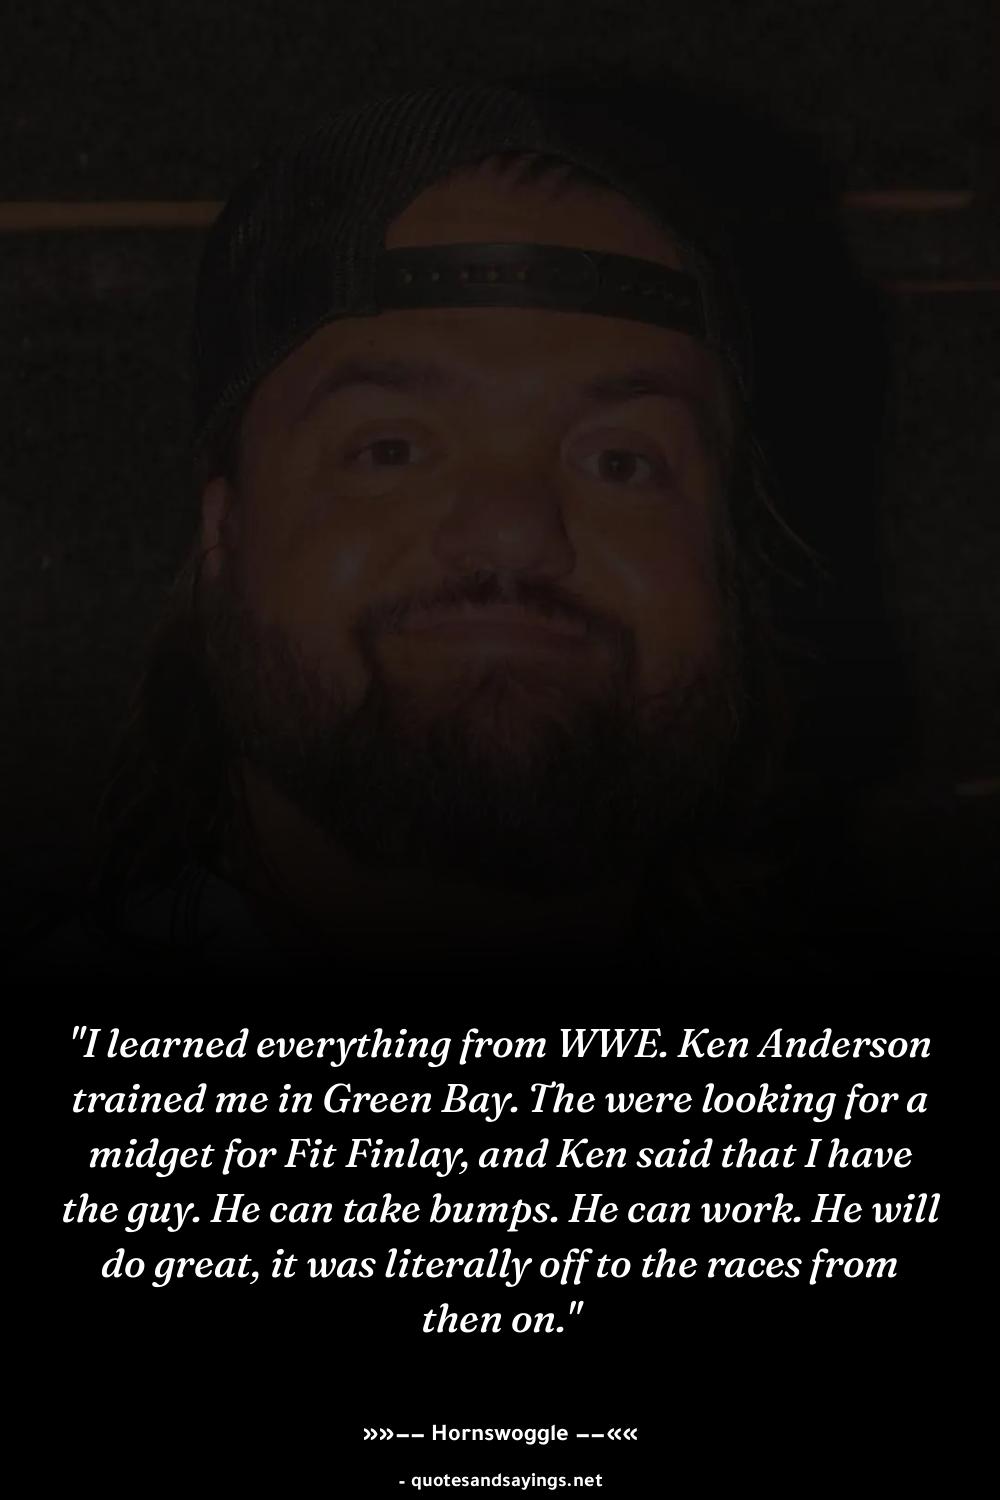 "I learned everything from WWE. Ken Anderson
trained me in Green Bay. The were looking for a
midget for Fit Finlay, and Ken said that I have
the guy. He can take bumps. He can work. He will
do great, it was literally off to the races from
then on."
»»−− Hornswoggle −−««
- quotesandsayings.net